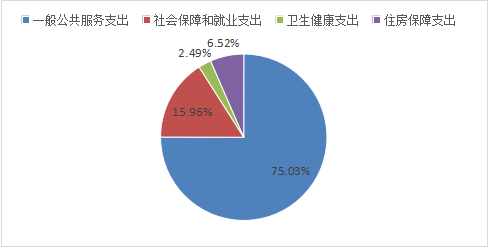 一般公共服务支出 社会保障和就业支出 卫生健康支出 住房保障支出
6.52%
2.49%
15.96%
75.03%